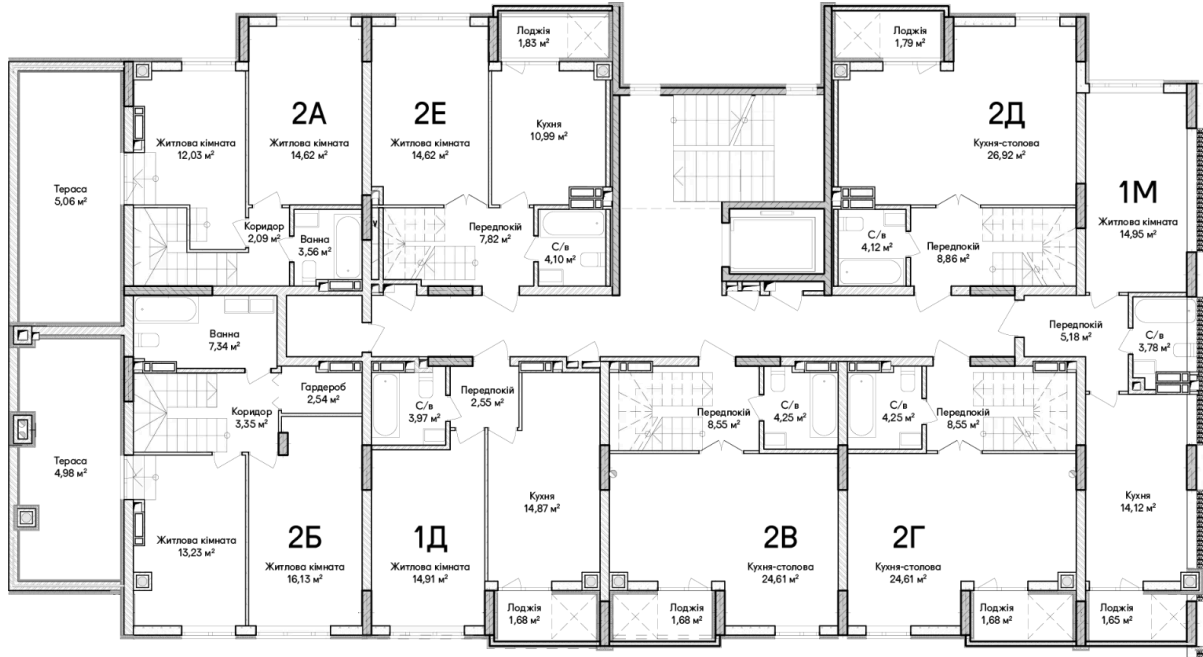 Тераса
5,06 м²
Житлова кімната
12,03 м²
2А
Житлова кімната
14,62 м²
Коридор
2,09 м²
Ванна
3,56 м²
2Е
Житлова кімната
14,62 м²
Лоджія
1,83 м²
Кухня
10,99 м²
Передпокій
7,82 м²
С/в
4,10 м²
Лоджія
1,79 м²
2Д
Кухня-столова
26,92 м²
С/в
4,12 м²
Передпокій
8,86 м²
1М
Житлова кімната
14,95 м²
Передпокій
5,18 м²
С/в
3,78 м²
Кухня
14,12 м²
Лоджія
1,65 м²
Ванна
7,34 м²
Гардероб
2,54 м²
Коридор
3,35 м²
Тераса
4,98 м²
Житлова кімната
13,23 м²
2Б
Житлова кімната
16,13 м²
С/в
3,97 м²
Передпокій
2,55 м²
1Д
Житлова кімната
14,91 м²
Кухня
14,87 м²
Лоджія
1,68 м²
Передпокій
8,55 м²
С/в
4,25 м²
2В
Кухня-столова
24,61 м²
Лоджія
1,68 м²
С/в
4,25 м²
Передпокій
8,55 м²
2Г
Кухня-столова
24,61 м²
Лоджія
1,68 м²